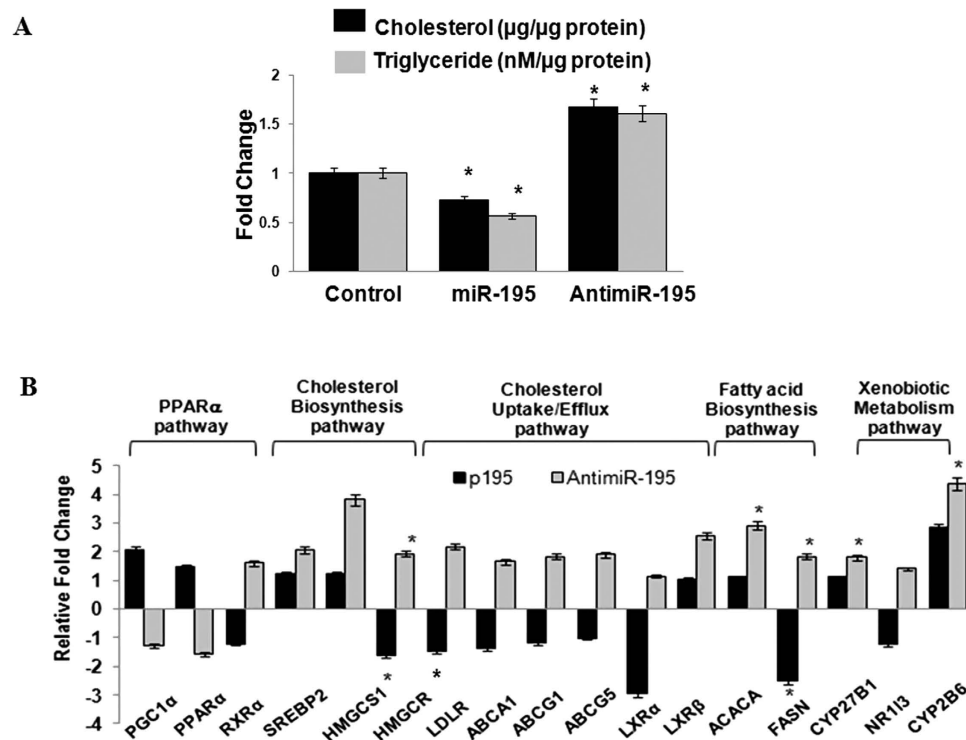 A
Cholesterol (µg/µg protein)
Triglyceride (nM/µg protein)
Fold Change
2
1.5
1
0.5
0
* * * *
Control miR-195 AntimiR-195
B
PPARα pathway
Cholesterol Biosynthesis pathway
Cholesterol Uptake/Efflux pathway
Fatty acid Biosynthesis pathway
Xenobiotic Metabolism pathway
p195 AntimiR-195
Relative Fold Change
5
4
3
2
1
0
-1
-2
-3
-4
* * * * * * * *
PGC1α PPARα RXRα SREBP2 HMGCS1 HMGCR LDLR ABCA1 ABCG1 ABCG5 LXRα LXRβ ACACA FASN CYP27B1 NR1I3 CYP2B6